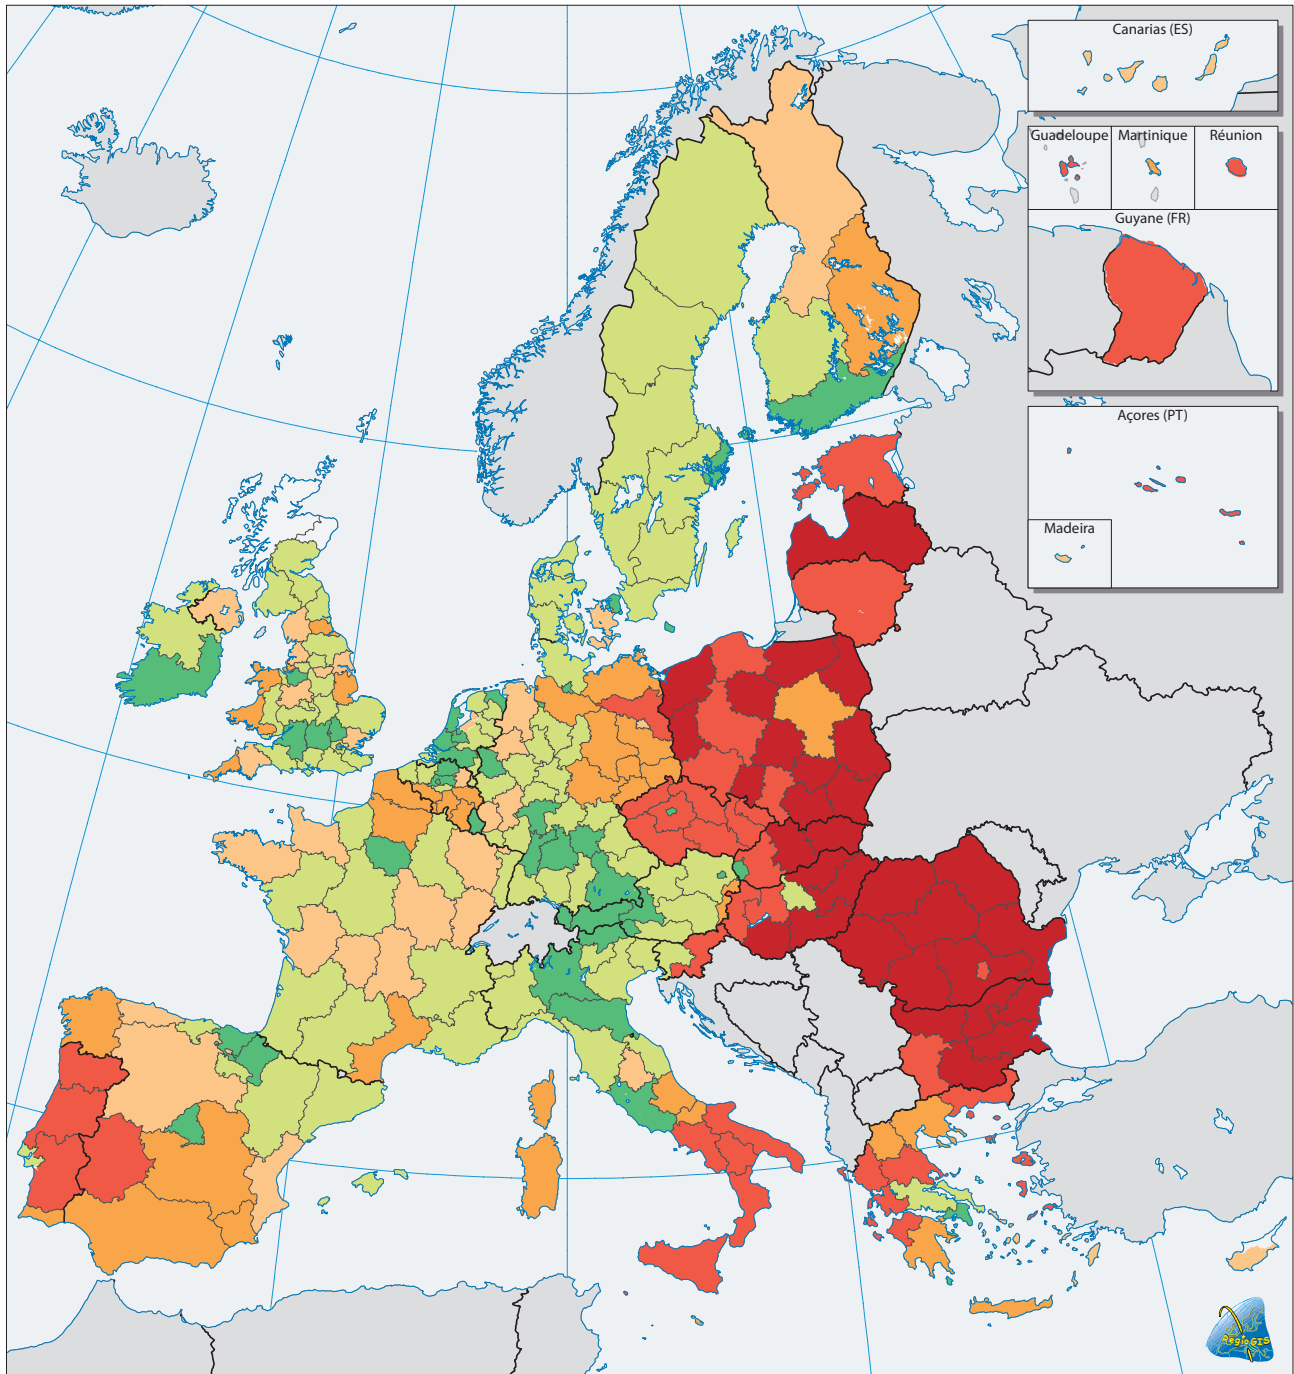 Canarias (ES)
Guadeloupe
Martinique
Réunion
Guyane (FR)
Açores (PT)
Madeira
RegioGIS